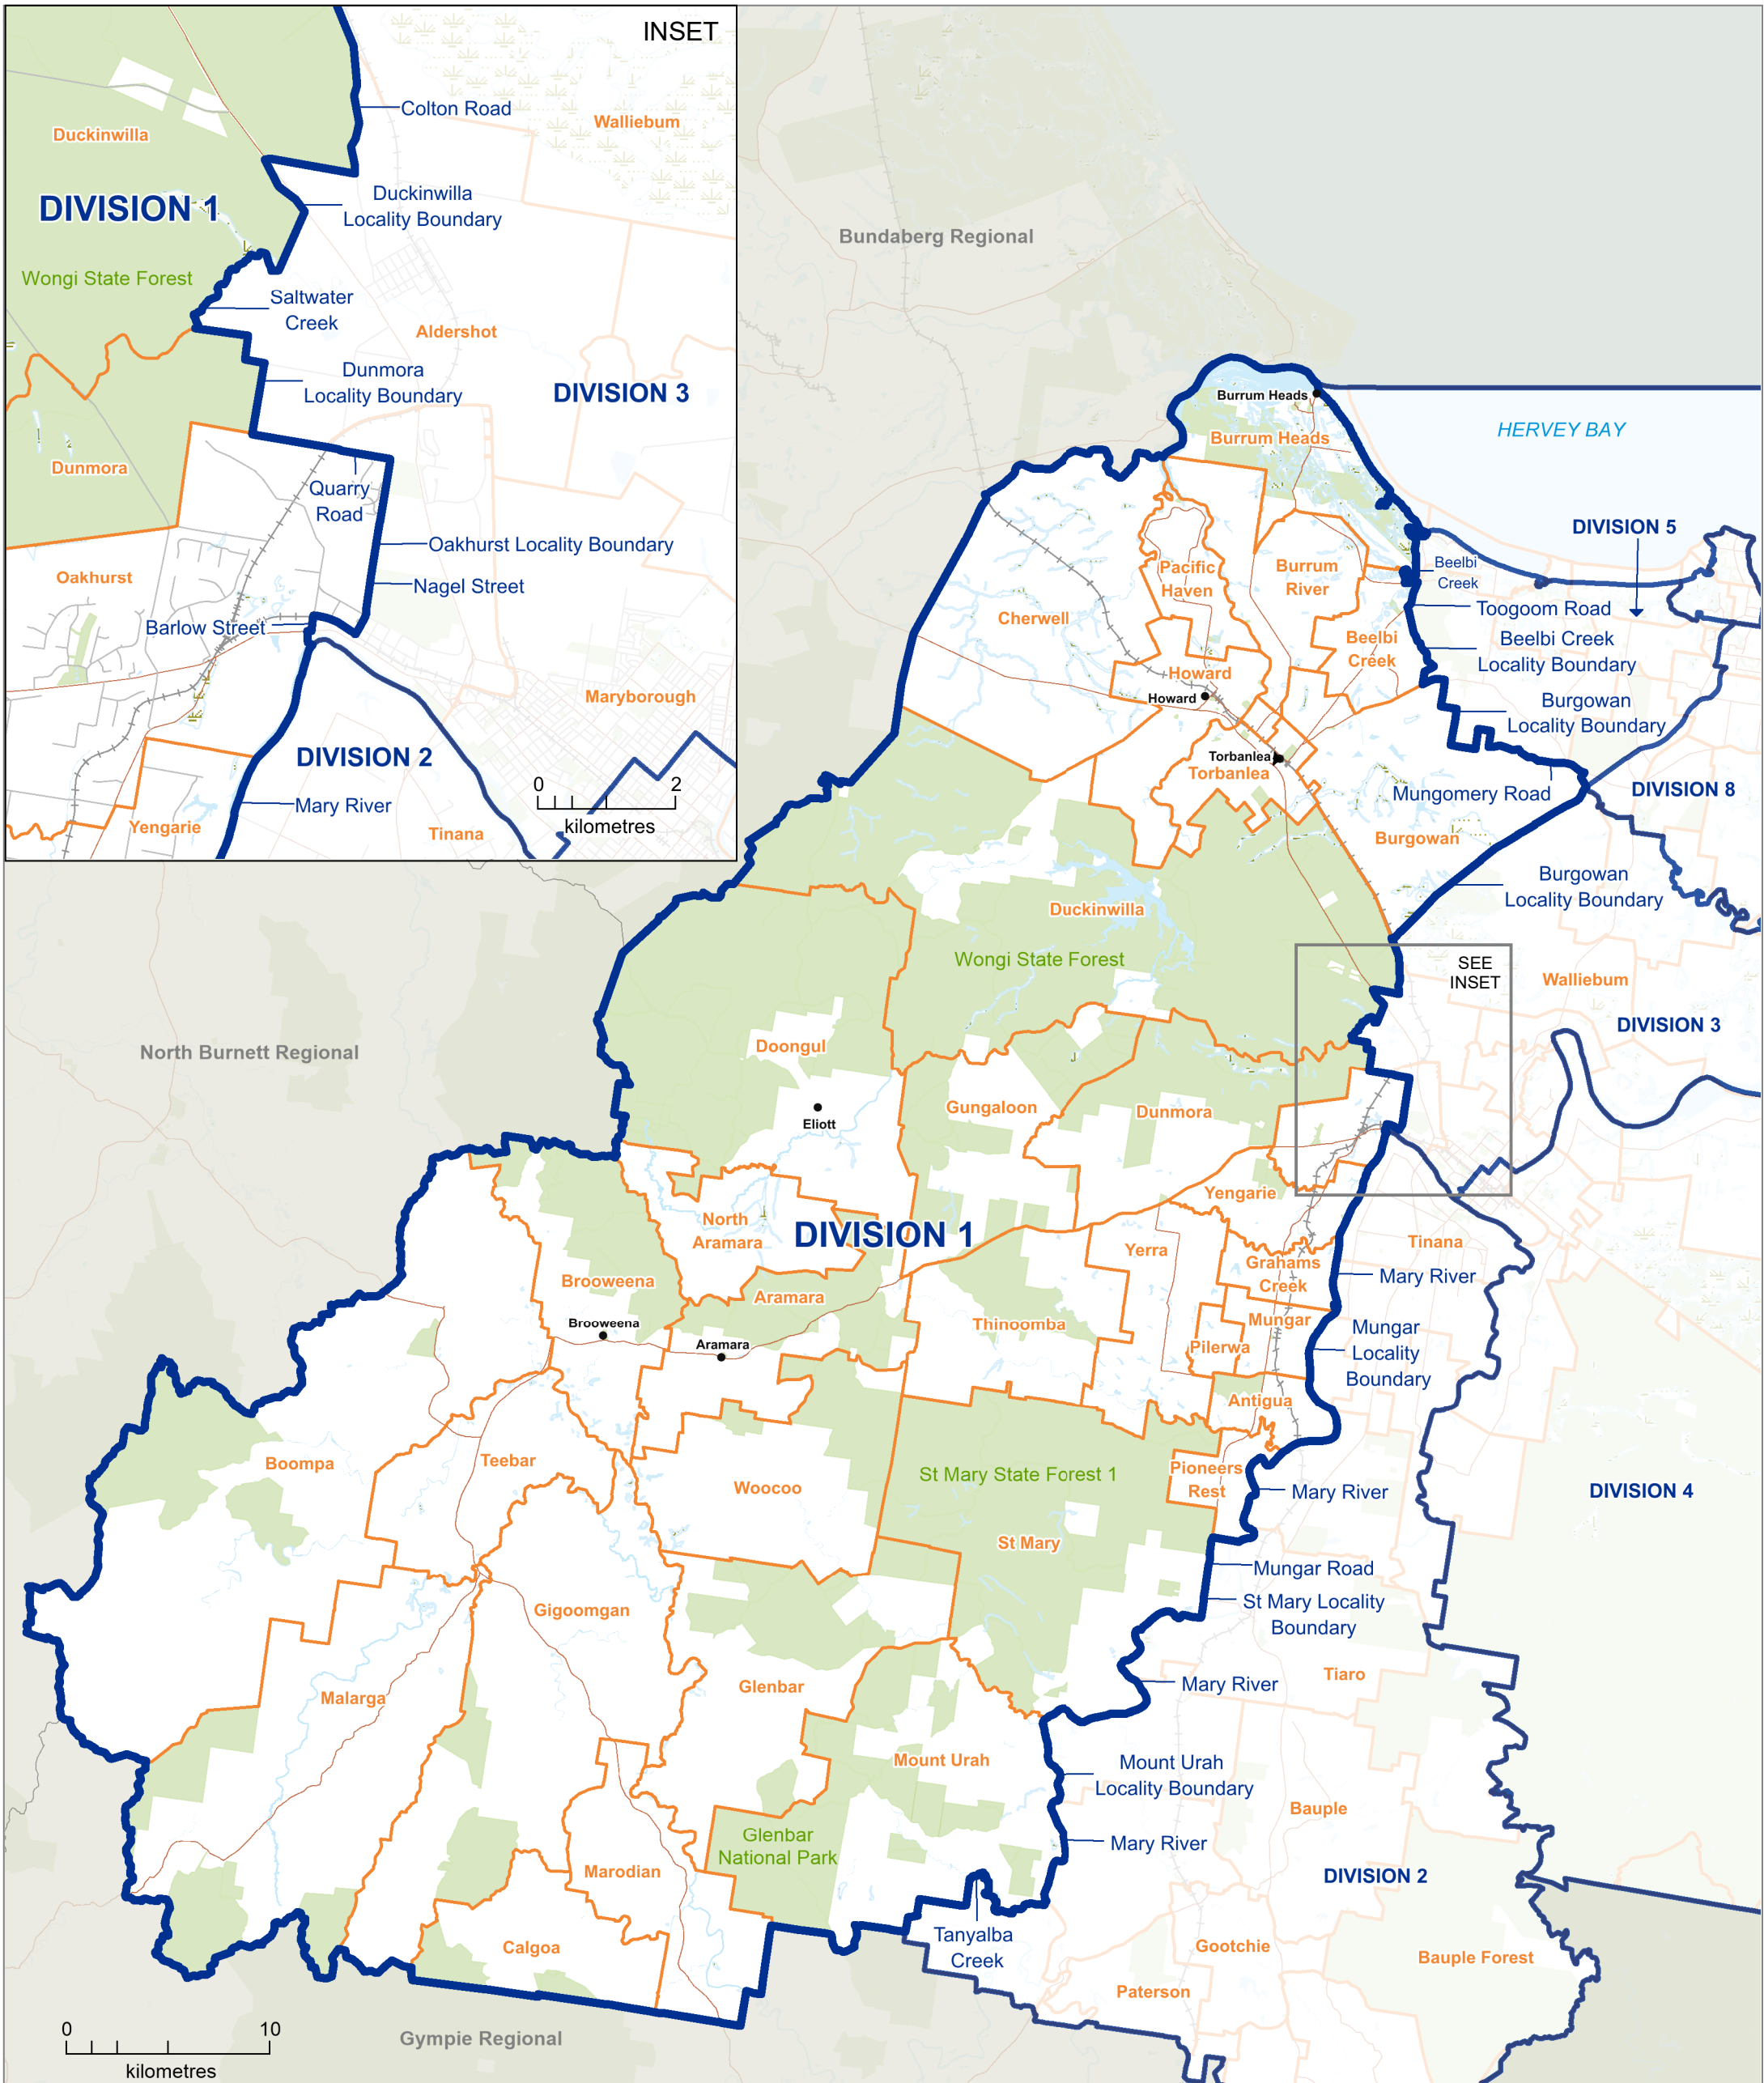 INSET
Colton Road
Walliebum
Duckinwilla
Duckinwilla
Locality Boundary
DIVISION 1
Wongi State Forest
Saltwater
Creek
Aldershot
Dunmora
Locality Boundary
DIVISION 3
Dunmora
Quarry
Road
Oakhurst Locality Boundary
Oakhurst
Nagel Street
Barlow Street
Maryborough
DIVISION 2
0 2
kilometres
Mary River
Yengarie
Tinana
Bundaberg Regional
Burrum Heads
Burrum Heads
HERVEY BAY
DIVISION 5
Beelbi
Creek
Pacific
Haven
Burrum
River
Toogoom Road
Cherwell
Beelbi
Creek
Beelbi Creek
Locality Boundary
Howard
Howard
Burgowan
Locality Boundary
Torbanlea
Torbanlea
Mungomery Road
DIVISION 8
Burgowan
Burgowan
Locality Boundary
Duckinwilla
Wongi State Forest
SEE
INSET
Walliebum
DIVISION 3
North Burnett Regional
Doongul
Eliott
Gungaloon
Dunmora
Yengarie
North
Aramara
DIVISION 1
Yerra
Tinana
Grahams
Creek
Mary River
Brooweena
Aramara
Brooweena
Thinoomba
Mungar
Aramara
Pilerwa
Mungar
Locality
Boundary
Antigua
Boompa
Teebar
Woocoo
St Mary State Forest 1
Pioneers
Rest
Mary River
DIVISION 4
St Mary
Mungar Road
Gigoomgan
St Mary Locality
Boundary
Tiaro
Malarga
Glenbar
Mary River
Mount Urah
Mount Urah
Locality Boundary
Bauple
Glenbar
National Park
Mary River
Marodian
DIVISION 2
Tanyalba
Creek
Calgoa
Gootchie
Bauple Forest
Paterson
0 10
kilometres
Gympie Regional